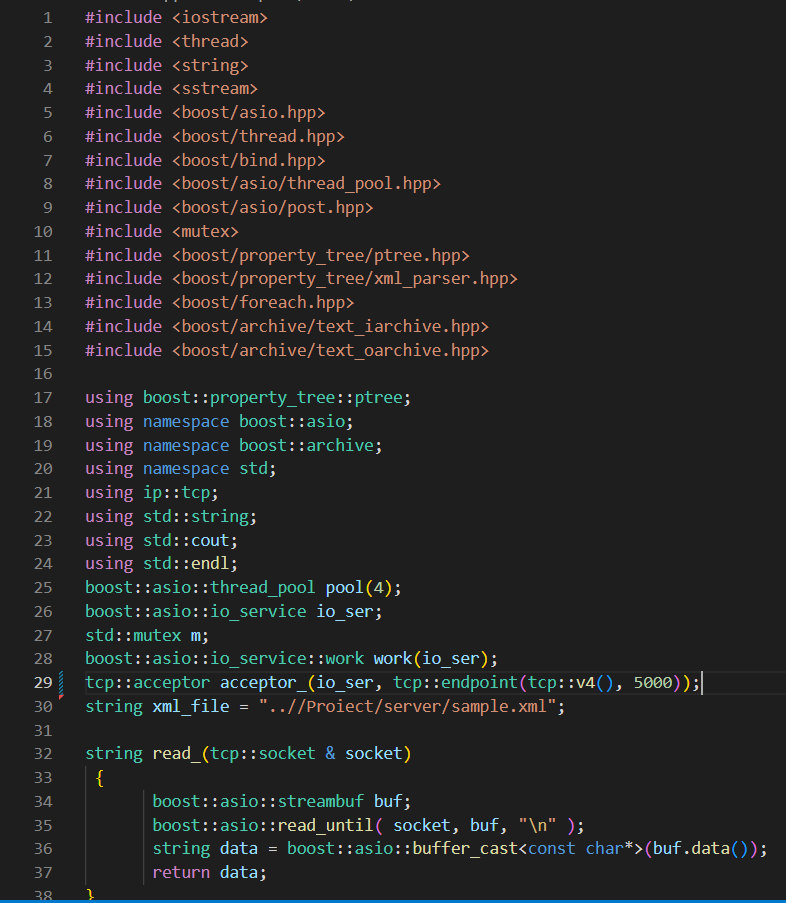 1 #include <iostream>
2 #include <thread>
3 #include <string>
4 #include <sstream>
5 #include <boost/asio.hpp>
6 #include <boost/thread.hpp>
7 #include <boost/bind.hpp>
8 #include <boost/asio/thread_pool.hpp>
9 #include <boost/asio/post.hpp>
10 #include <mutex>
11 #include <boost/property_tree/ptree.hpp>
12 #include <boost/property_tree/xml_parser.hpp>
13 #include <boost/foreach.hpp>
14 #include <boost/archive/text_iarchive.hpp>
15 #include <boost/archive/text_oarchive.hpp>
16
17 using boost::property_tree::ptree;
18 using namespace boost::asio;
19 using namespace boost::archive;
20 using namespace std;
21 using ip::tcp;
22 using std::string;
23 using std::cout;
24 using std::endl;
25 boost::asio::thread_pool pool(4);
26 boost::asio::io_service io_ser;
27 std::mutex m;
28 boost::asio::io_service::work work(io_ser);
29 tcp::acceptor acceptor_(io_ser, tcp::endpoint(tcp::v4(), 5000));
30 string xml_file = "..//Proiect/server/sample.xml";
31
32 string read_(tcp::socket & socket)
33 {
34 boost::asio::streambuf buf;
35 boost::asio::read_until( socket, buf, "\n" );
36 string data = boost::asio::buffer_cast<const char*>(buf.data());
37 return data;
38 }